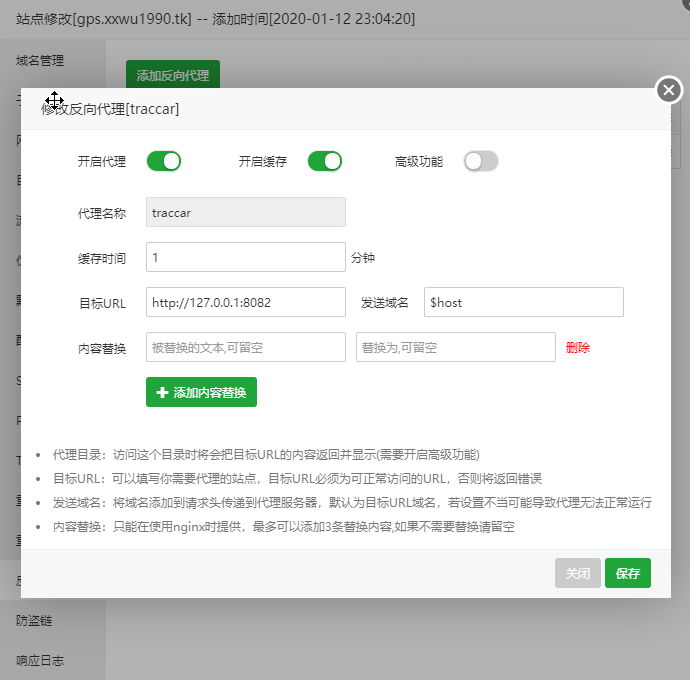 站点修改[gps.xxwu1990.tk] -- 添加时间[2020-01-12 23:04:20]
域名管理
添加反向代理
修改反向代理[traccar]
开启代理 开启缓存 高级功能
代理名称 traccar
缓存时间 1 分钟
目标URL http://127.0.0.1:8082 发送域名 $host
内容替换 被替换的文本,可留空 替换为,可留空 删除
添加内容替换
代理目录：访问这个目录时将会把目标URL的内容返回并显示(需要开启高级功能)
目标URL：可以填写你需要代理的站点，目标URL必须为可正常访问的URL，否则将返回错误
发送域名：将域名添加到请求头传递到代理服务器，默认为目标URL域名，若设置不当可能导致代理无法正常运行
内容替换：只能在使用nginx时提供，最多可以添加3条替换内容,如果不需要替换请留空
关闭 保存
防盗链
响应日志